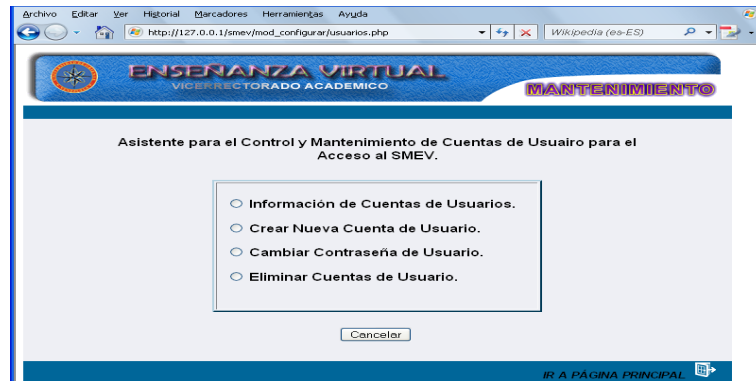 Archivo Editar Ver Historial Marcadores Herramientas Ayuda
http://127.0.0.1/smev/mod_configurar/usuarios.php Wikipedia (es-ES)
ENSEÑANZA VIRTUAL
VICERRECTORADO ACADEMICO
MANTENIMIENTO
Asistente para el Control y Mantenimiento de Cuentas de Usuairo para el
Acceso al SMEV.
Información de Cuentas de Usuarios.
Crear Nueva Cuenta de Usuario.
Cambiar Contraseña de Usuario.
Eliminar Cuentas de Usuario.
Cancelar
IR A PÁGINA PRINCIPAL